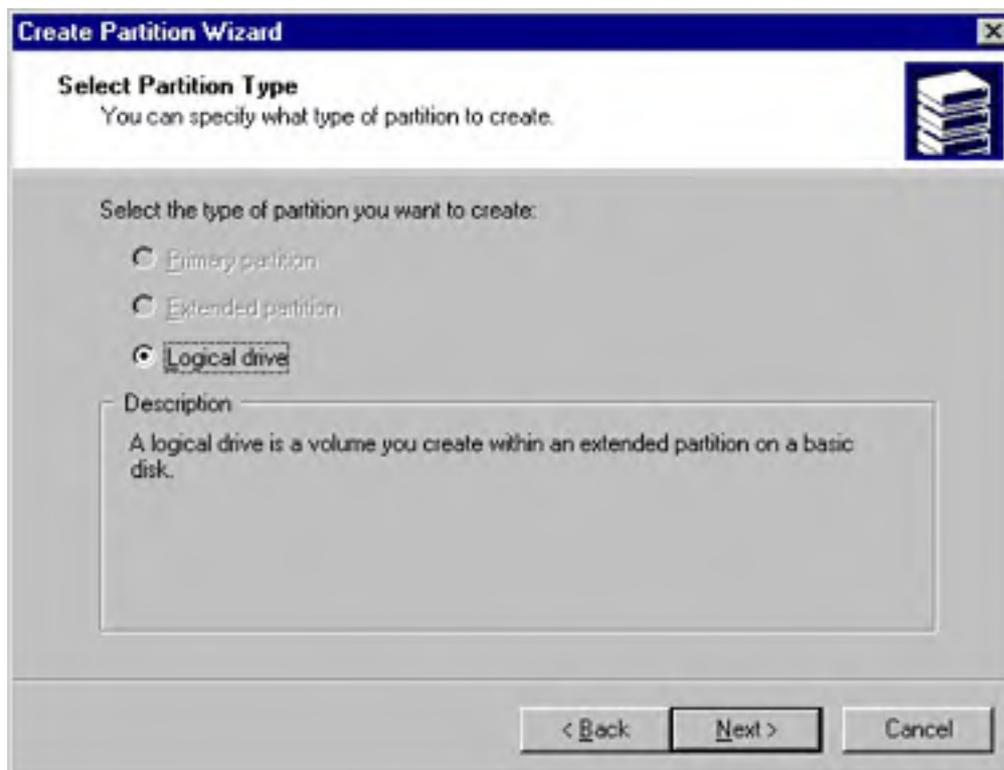 Create Partition Wizard
Select Partition Type
You can specify what type of partition to create.
Select the type of partition you want to create:
Primary partition
Extended partition
Logical drive
Description
A logical drive is a volume you create within an extended partition on a basic
disk.
< Back
Next >
Cancel